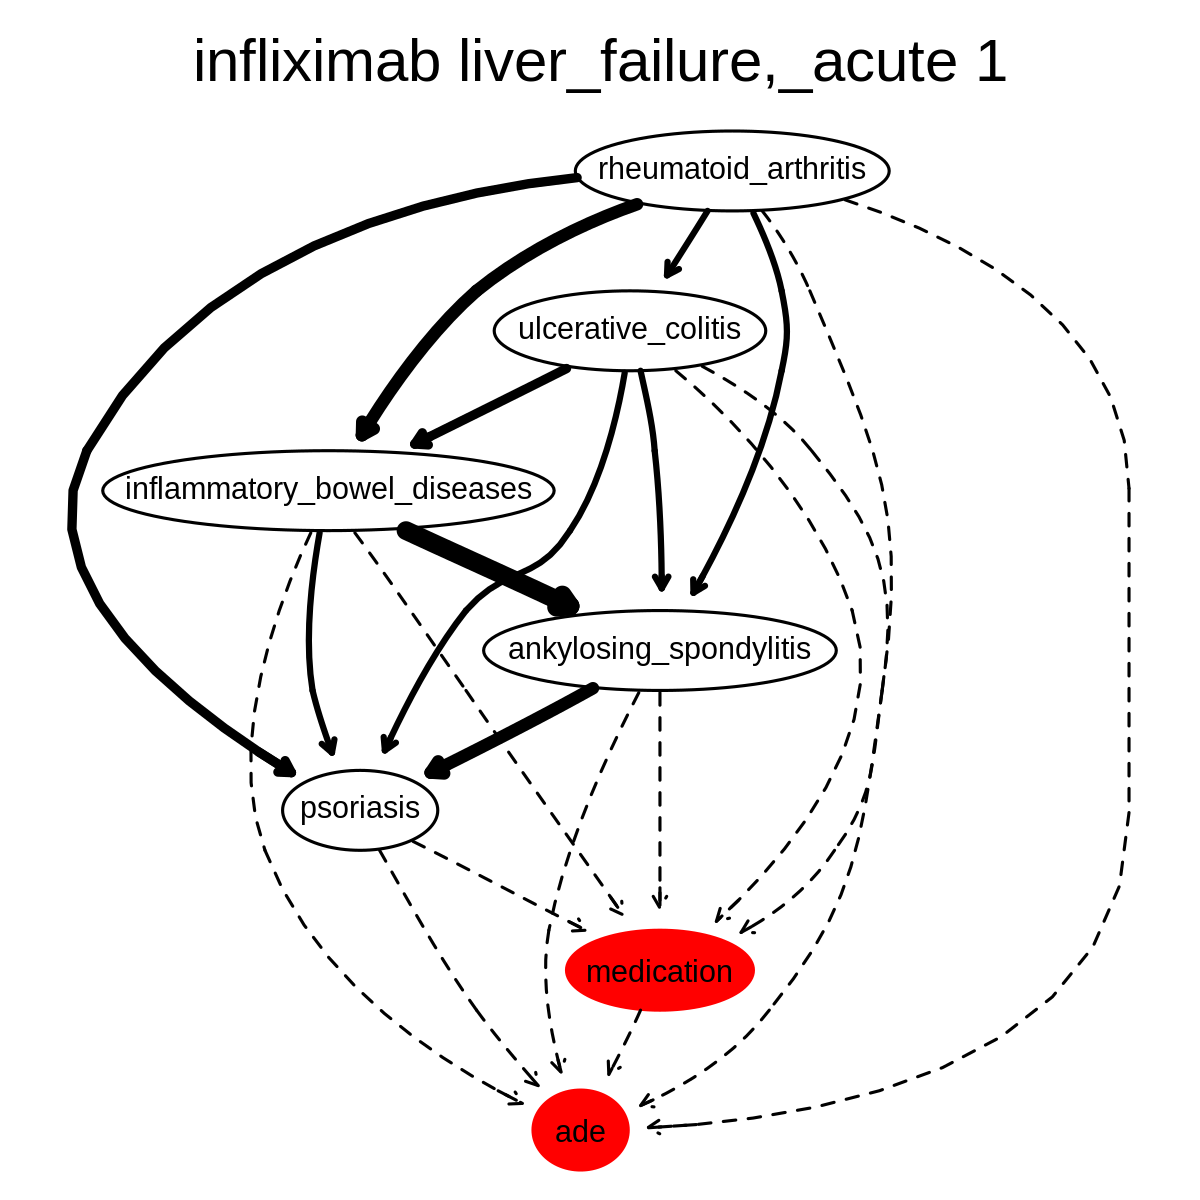 infliximab liver_failure,_acute 1
rheumatoid_arthritis
ulcerative_colitis
inflammatory_bowel_diseases
ankylosing_spondylitis
psoriasis
medication
ade